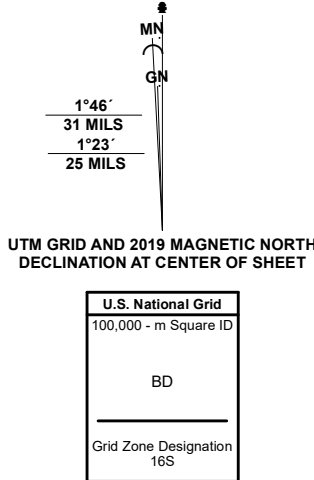 MN
GN
1°46´
31 MILS
1°23´
25 MILS
UTM GRID AND 2019 MAGNETIC NORTH
DECLINATION AT CENTER OF SHEET
U.S. National Grid
100,000 - m Square ID
BD
Grid Zone Designation
16S